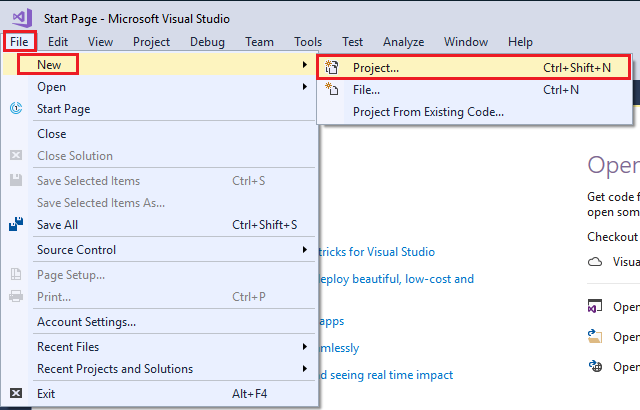 Start Page - Microsoft Visual Studio
File Edit View Project Debug Team Tools Test Analyze Window Help
New
Project... Ctrl+Shift+N
Open
File... Ctrl+N
Start Page
Project From Existing Code...
Close
Close Solution
Open
Save Selected Items Ctrl+S
Get code
Save Selected Items As...
open som
Save All Ctrl+Shift+S
Checkout
Source Control
tricks for Visual Studio
Visua
Page Setup...
eploy beautiful, low-cost and
Print... Ctrl+P
Open
Account Settings...
apps
Open
Recent Files
mlessly
Recent Projects and Solutions
d seeing real time impact
Open
Exit Alt+F4